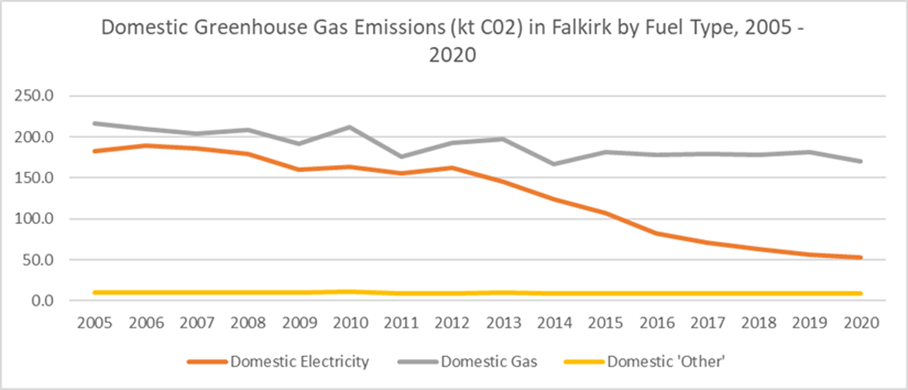 Domestic Greenhouse Gas Emissions (kt C02) in Falkirk by Fuel Type, 2005 -
2020
250.0
200.0
150.0
100.0
50.0
0.0
2005 2006 2007 2008 2009 2010 2011 2012 2013 2014 2015 2016 2017 2018 2019 2020
Domestic Electricity Domestic Gas Domestic 'Other'